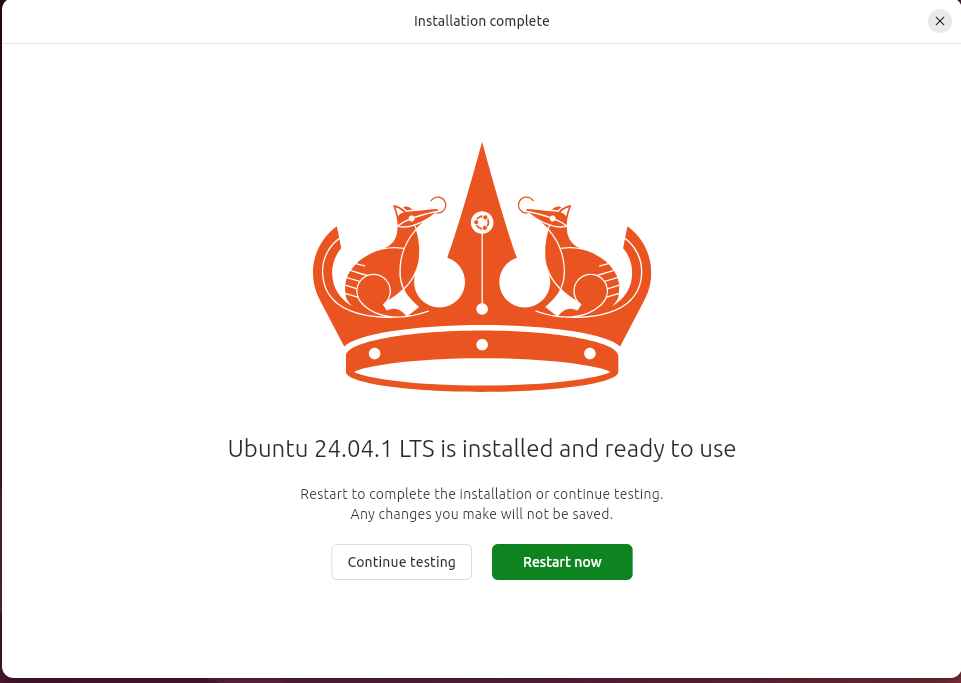 Installation complete
Ubuntu 24.04.1 LTS is installed and ready to use
Restart to complete the installation or continue testing.
Any changes you make will not be saved.
Continue testing
Restart now